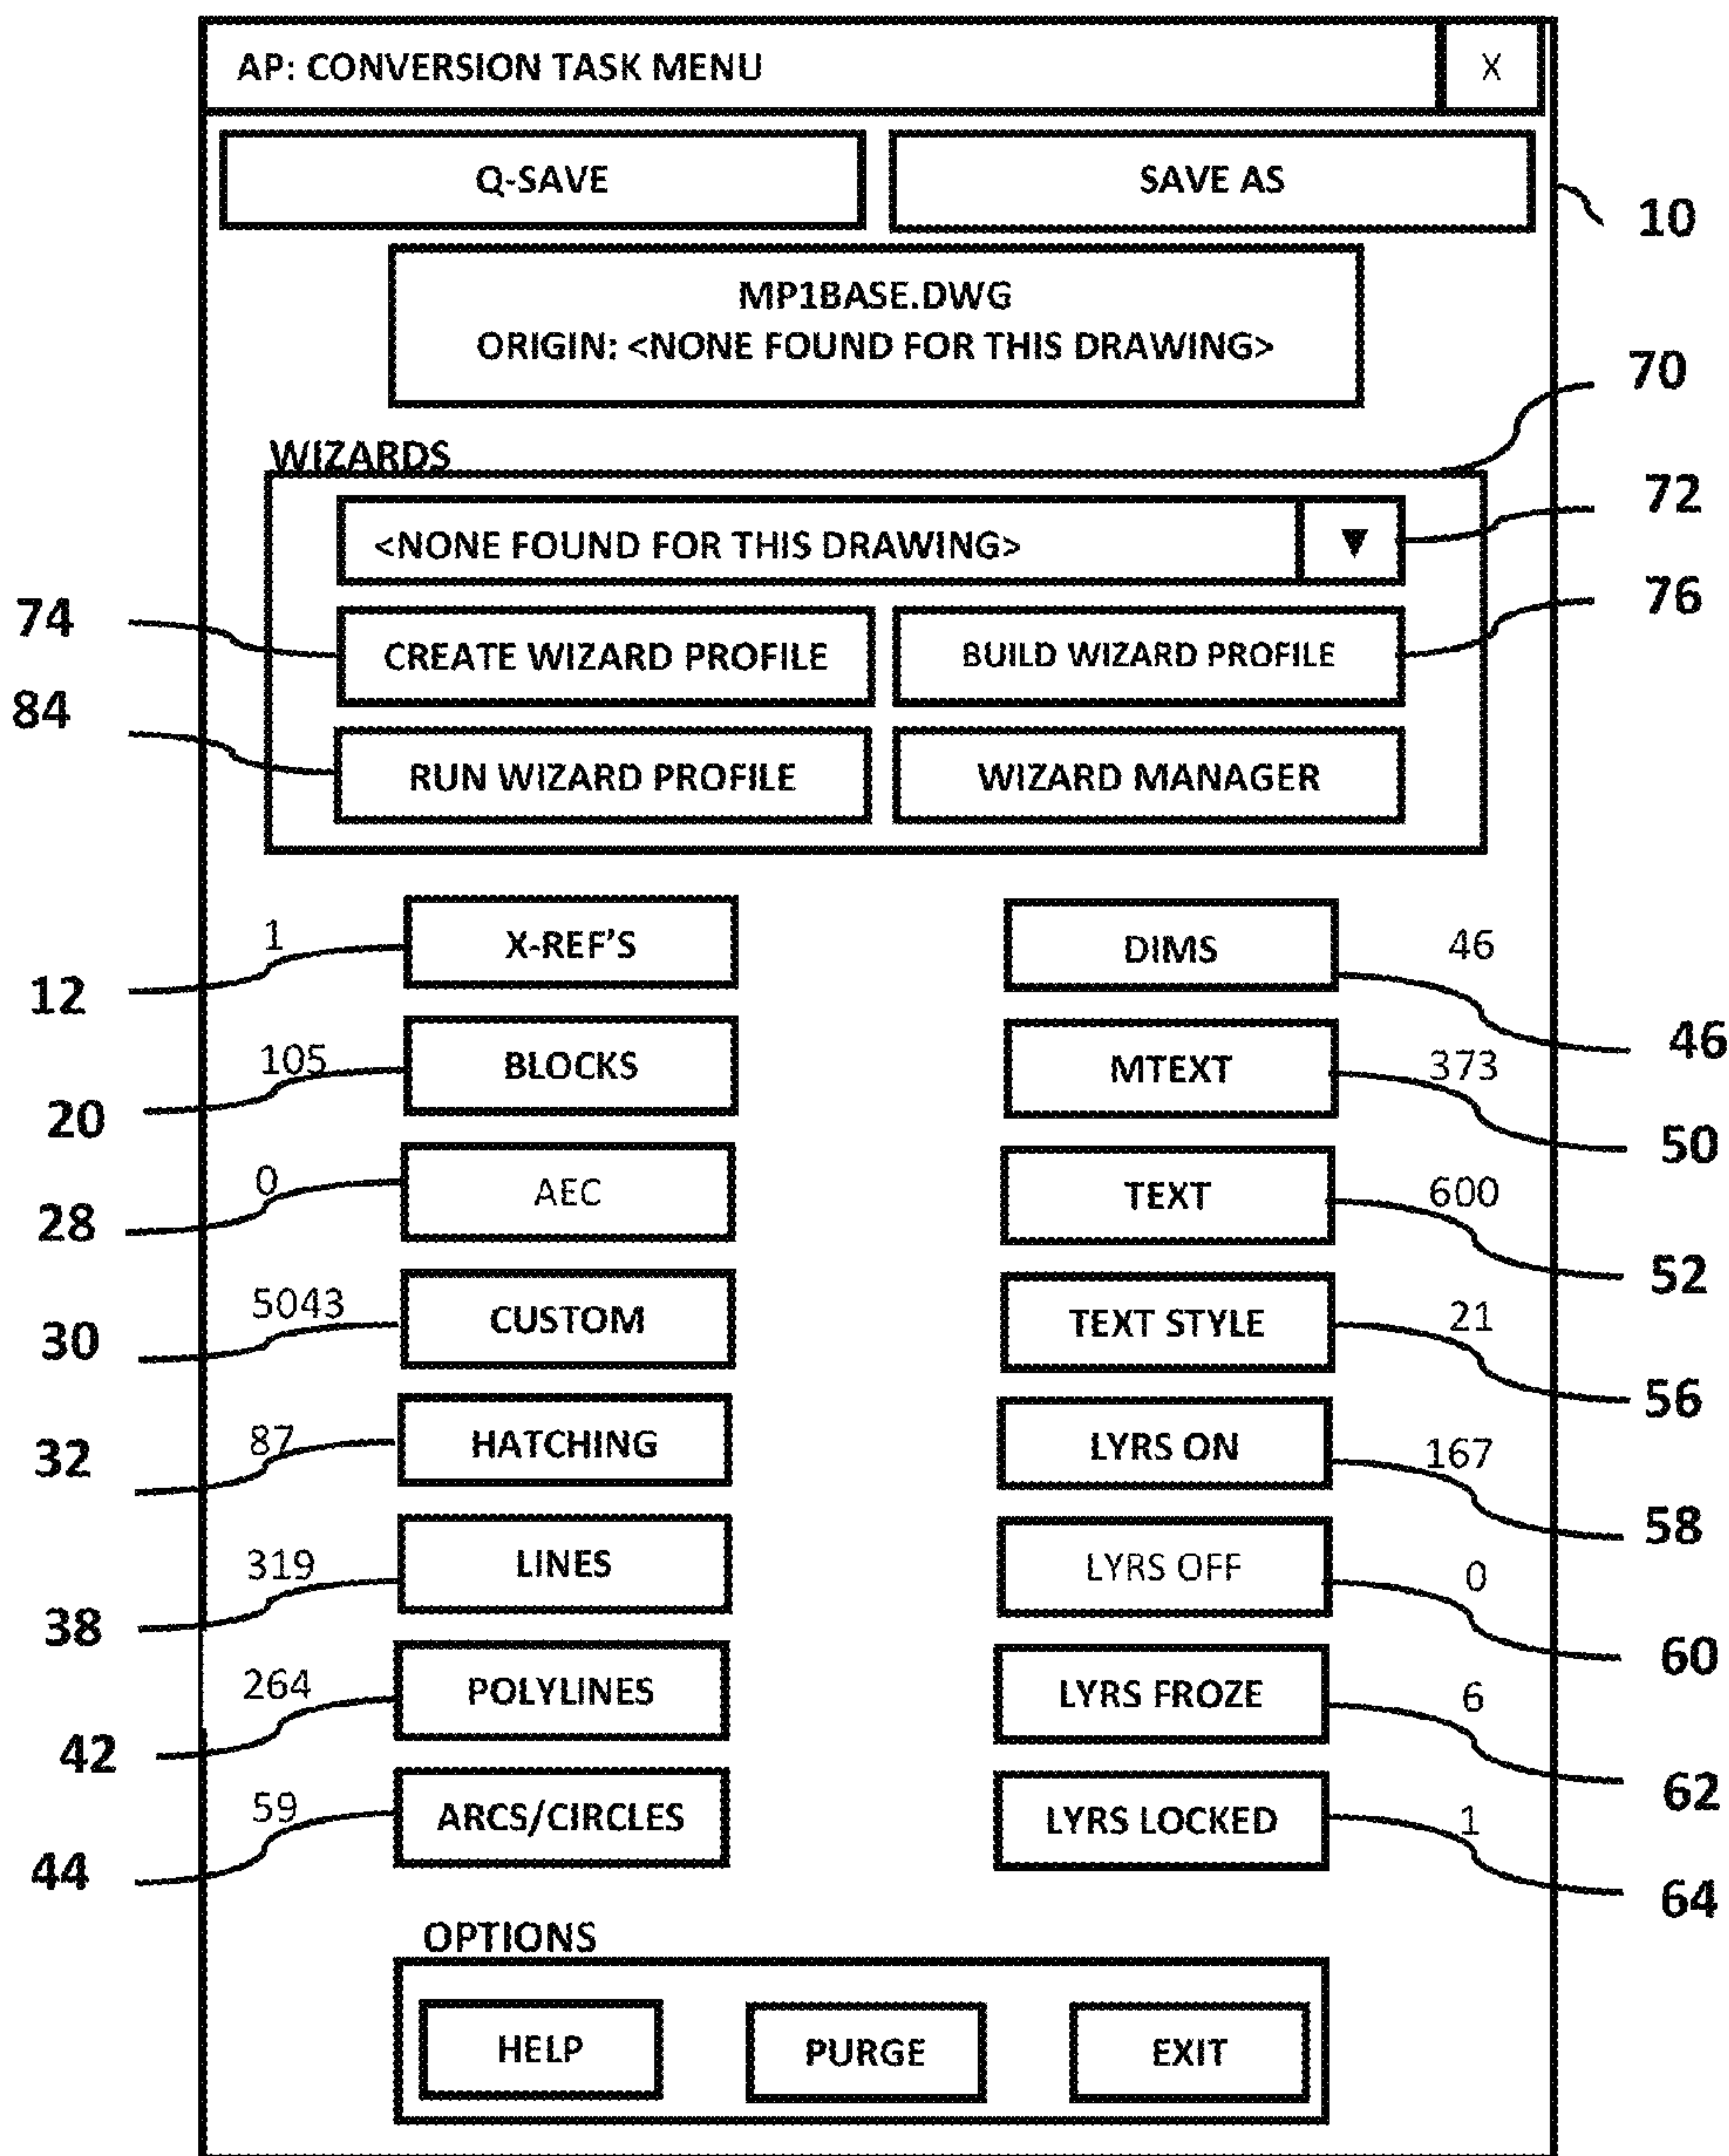 AP: CONVERSION TASK MENU X
Q-SAVE SAVE AS
10
MP1BASE.DWG
ORIGIN: <NONE FOUND FOR THIS DRAWING>
70
WIZARDS
72
<NONE FOUND FOR THIS DRAWING> ▼
74 76
CREATE WIZARD PROFILE BUILD WIZARD PROFILE
84
RUN WIZARD PROFILE WIZARD MANAGER
1 X-REF'S DIMS 46
12 46
105 BLOCKS MTEXT 373
20 50
0 AEC TEXT 600
28 52
5043 CUSTOM TEXT STYLE 21
30 56
87 HATCHING LYRS ON 167
32 58
319 LINES LYRS OFF 0
38 60
264 POLYLINES LYRS FROZE 6
42 62
59 ARCS/CIRCLES LYRS LOCKED 1
44 64
OPTIONS
HELP PURGE EXIT